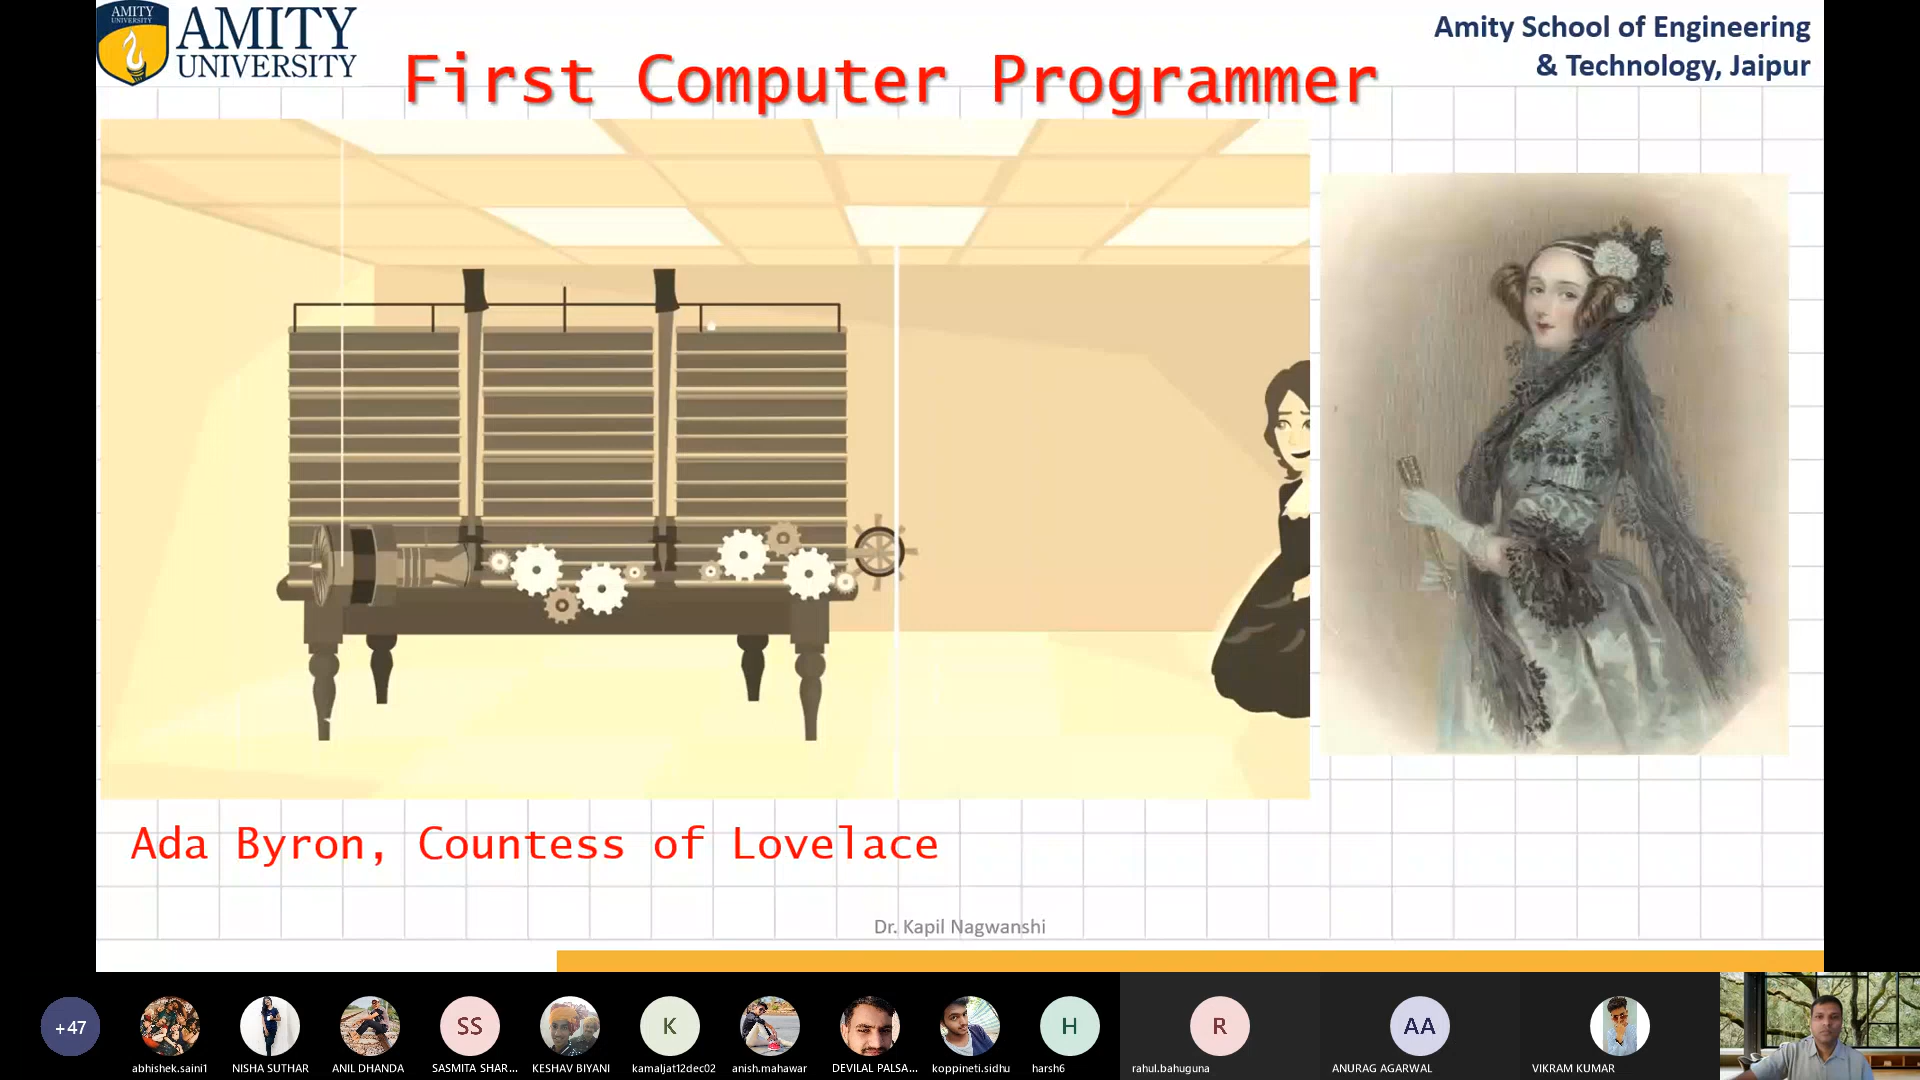 AMITY
UNIVERSITY
AMITY
UNIVERSITY
Amity School of Engineering
& Technology, Jaipur
First Computer Programmer
Ada Byron, Countess of Lovelace
Dr. Kapil Nagwanshi
+47
SS
K
H
R
AA
abhishek.saini1
NISHA SUTHAR
ANIL DHANDA
SASMITA SHAR...
KESHAV BIYANI
kamaljat12dec02
anish.mahawar
DEVILAL PALSA...
koppineti.sidhu
harsh6
rahul.bahuguna
ANURAG AGARWAL
VIKRAM KUMAR